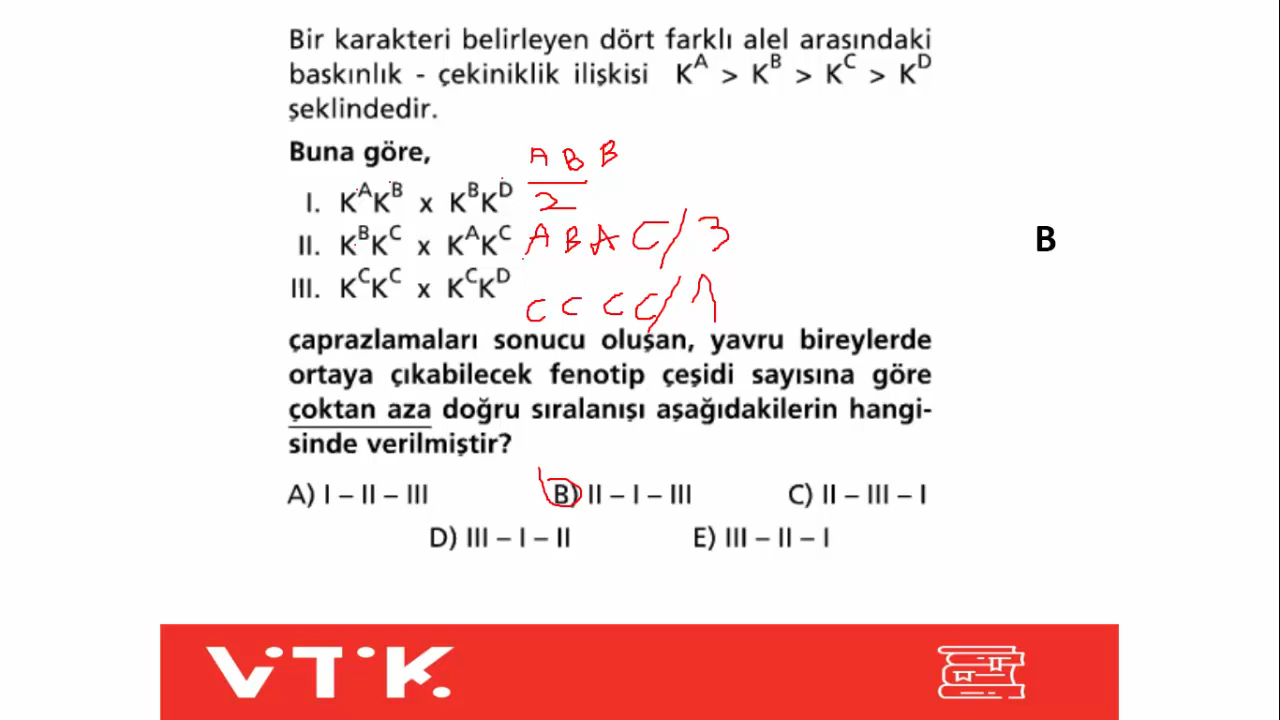 Bir karakteri belirleyen dört farklı alel arasındaki
baskınlık - çekiniklik ilişkisi K^A > K^B > K^C > K^D
şeklindedir.
Buna göre,
A B B
I. K^AK^B x K^BK^D
2
II. K^BK^C x K^AK^C
A B A C/3
III. K^CK^C x K^CK^D
C C C C/1
çaprazlamaları sonucu oluşan, yavru bireylerde
ortaya çıkabilecek fenotip çeşidi sayısına göre
çoktan aza doğru sıralanışı aşağıdakilerin hangi-
sinde verilmiştir?
A) I – II – III B) II – I – III C) II – III – I
D) III – I – II E) III – II – I
B
VİTİK.